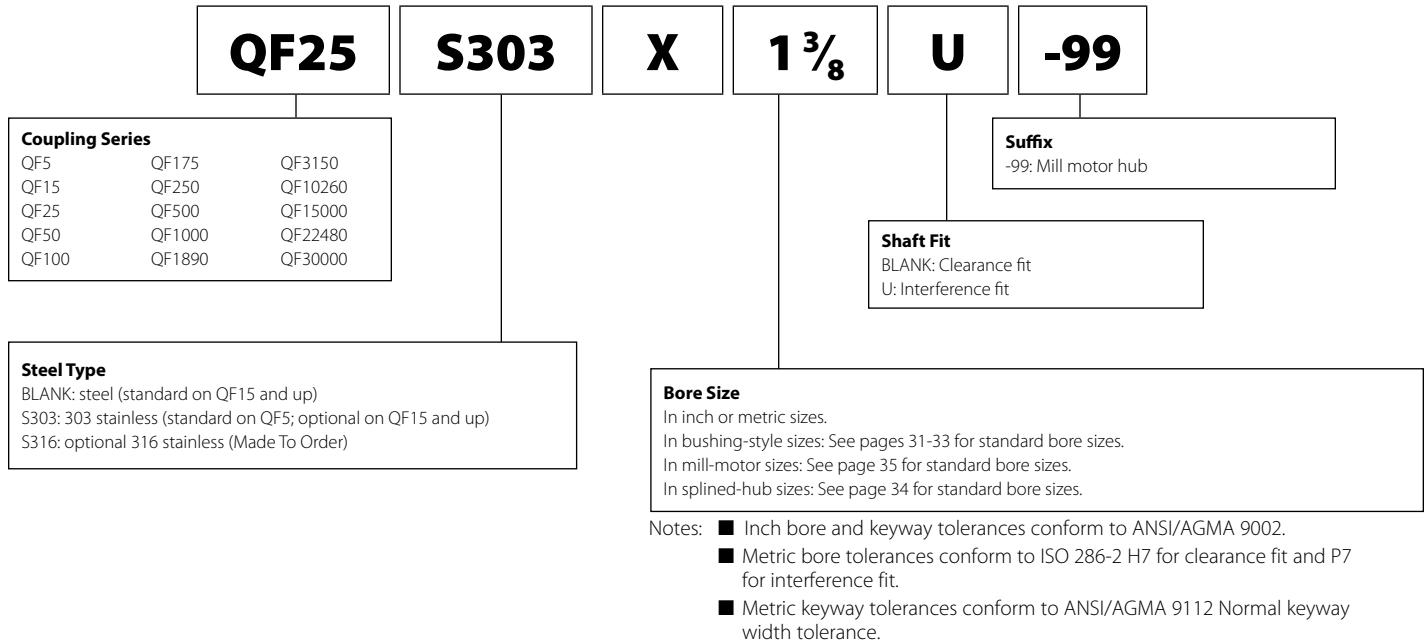 QF25 S303 X 1 3/8 U -99
Coupling Series
QF5 QF175 QF3150
QF15 QF250 QF10260
QF25 QF500 QF15000
QF50 QF1000 QF22480
QF100 QF1890 QF30000
Suffix
-99: Mill motor hub
Shaft Fit
BLANK: Clearance fit
U: Interference fit
Steel Type
BLANK: steel (standard on QF15 and up)
S303: 303 stainless (standard on QF5; optional on QF15 and up)
S316: optional 316 stainless (Made To Order)
Bore Size
In inch or metric sizes.
In bushing-style sizes: See pages 31-33 for standard bore sizes.
In mill-motor sizes: See page 35 for standard bore sizes.
In splined-hub sizes: See page 34 for standard bore sizes.
Notes: ■ Inch bore and keyway tolerances conform to ANSI/AGMA 9002.
■ Metric bore tolerances conform to ISO 286-2 H7 for clearance fit and P7
for interference fit.
■ Metric keyway tolerances conform to ANSI/AGMA 9112 Normal keyway
width tolerance.